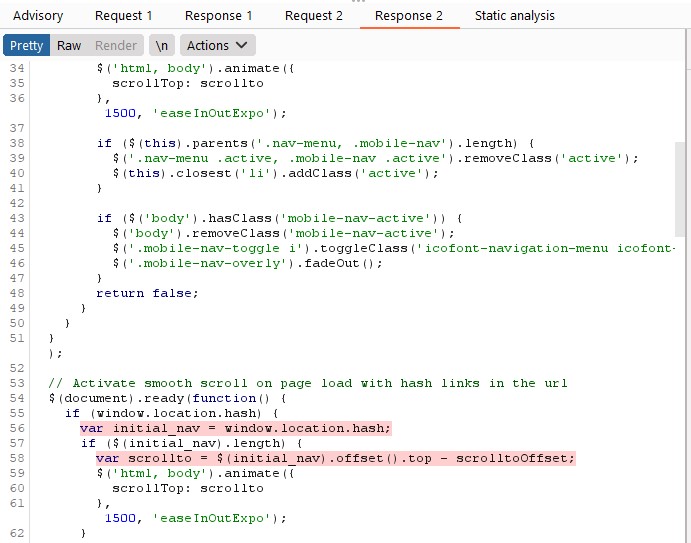 Advisory Request 1 Response 1 Request 2 Response 2 Static analysis
Pretty Raw Render \n Actions
34 $('html, body').animate({
35 scrollTop: scrollto
36 },
1500, 'easeInOutExpo');
37
38 if ($(this).parents('.nav-menu, .mobile-nav').length) {
39 $('.nav-menu .active, .mobile-nav .active').removeClass('active');
40 $(this).closest('li').addClass('active');
41 }
42
43 if ($('body').hasClass('mobile-nav-active')) {
44 $('body').removeClass('mobile-nav-active');
45 $('.mobile-nav-toggle i').toggleClass('icofont-navigation-menu icofont-
46 $('.mobile-nav-overly').fadeOut();
47 }
48 return false;
49 }
50 }
51 }
);
52
53 // Activate smooth scroll on page load with hash links in the url
54 $(document).ready(function() {
55 if (window.location.hash) {
56 var initial_nav = window.location.hash;
57 if ($(initial_nav).length) {
58 var scrollto = $(initial_nav).offset().top - scrolltoOffset;
59 $('html, body').animate({
60 scrollTop: scrollto
61 },
1500, 'easeInOutExpo');
62 }